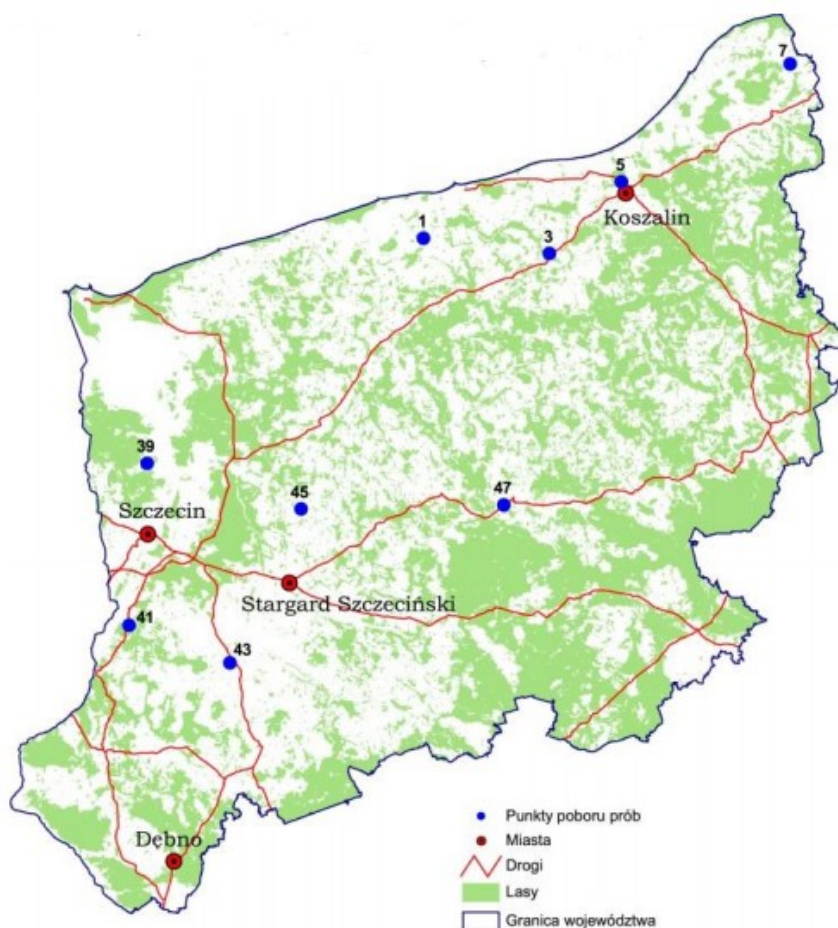 7
5
Koszalin
1
3
39
45
47
Szczecin
Stargard Szczeciński
41
43
Dębno
Punkty poboru prób
Miasta
Drogi
Lasy
Granica województwa